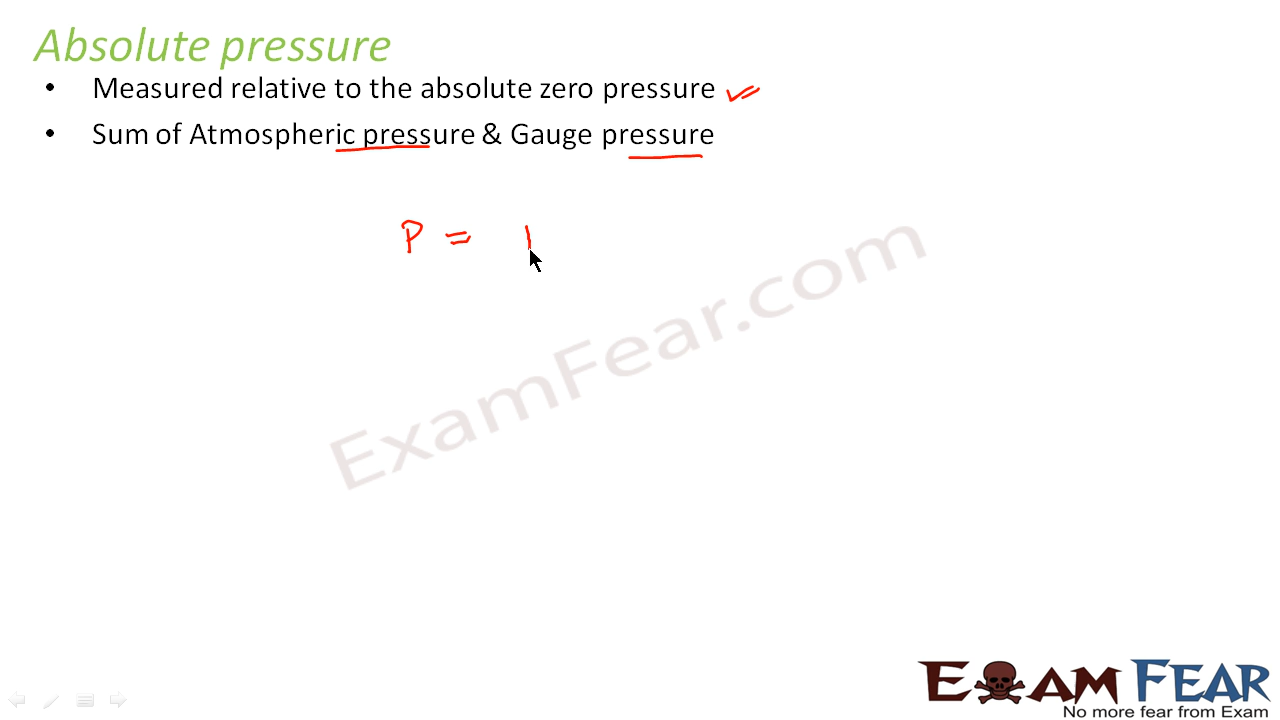 Absolute pressure
• Measured relative to the absolute zero pressure
• Sum of Atmospheric pressure & Gauge pressure
P =
ExamFear.com
EXAM FEAR
No more fear from Exam